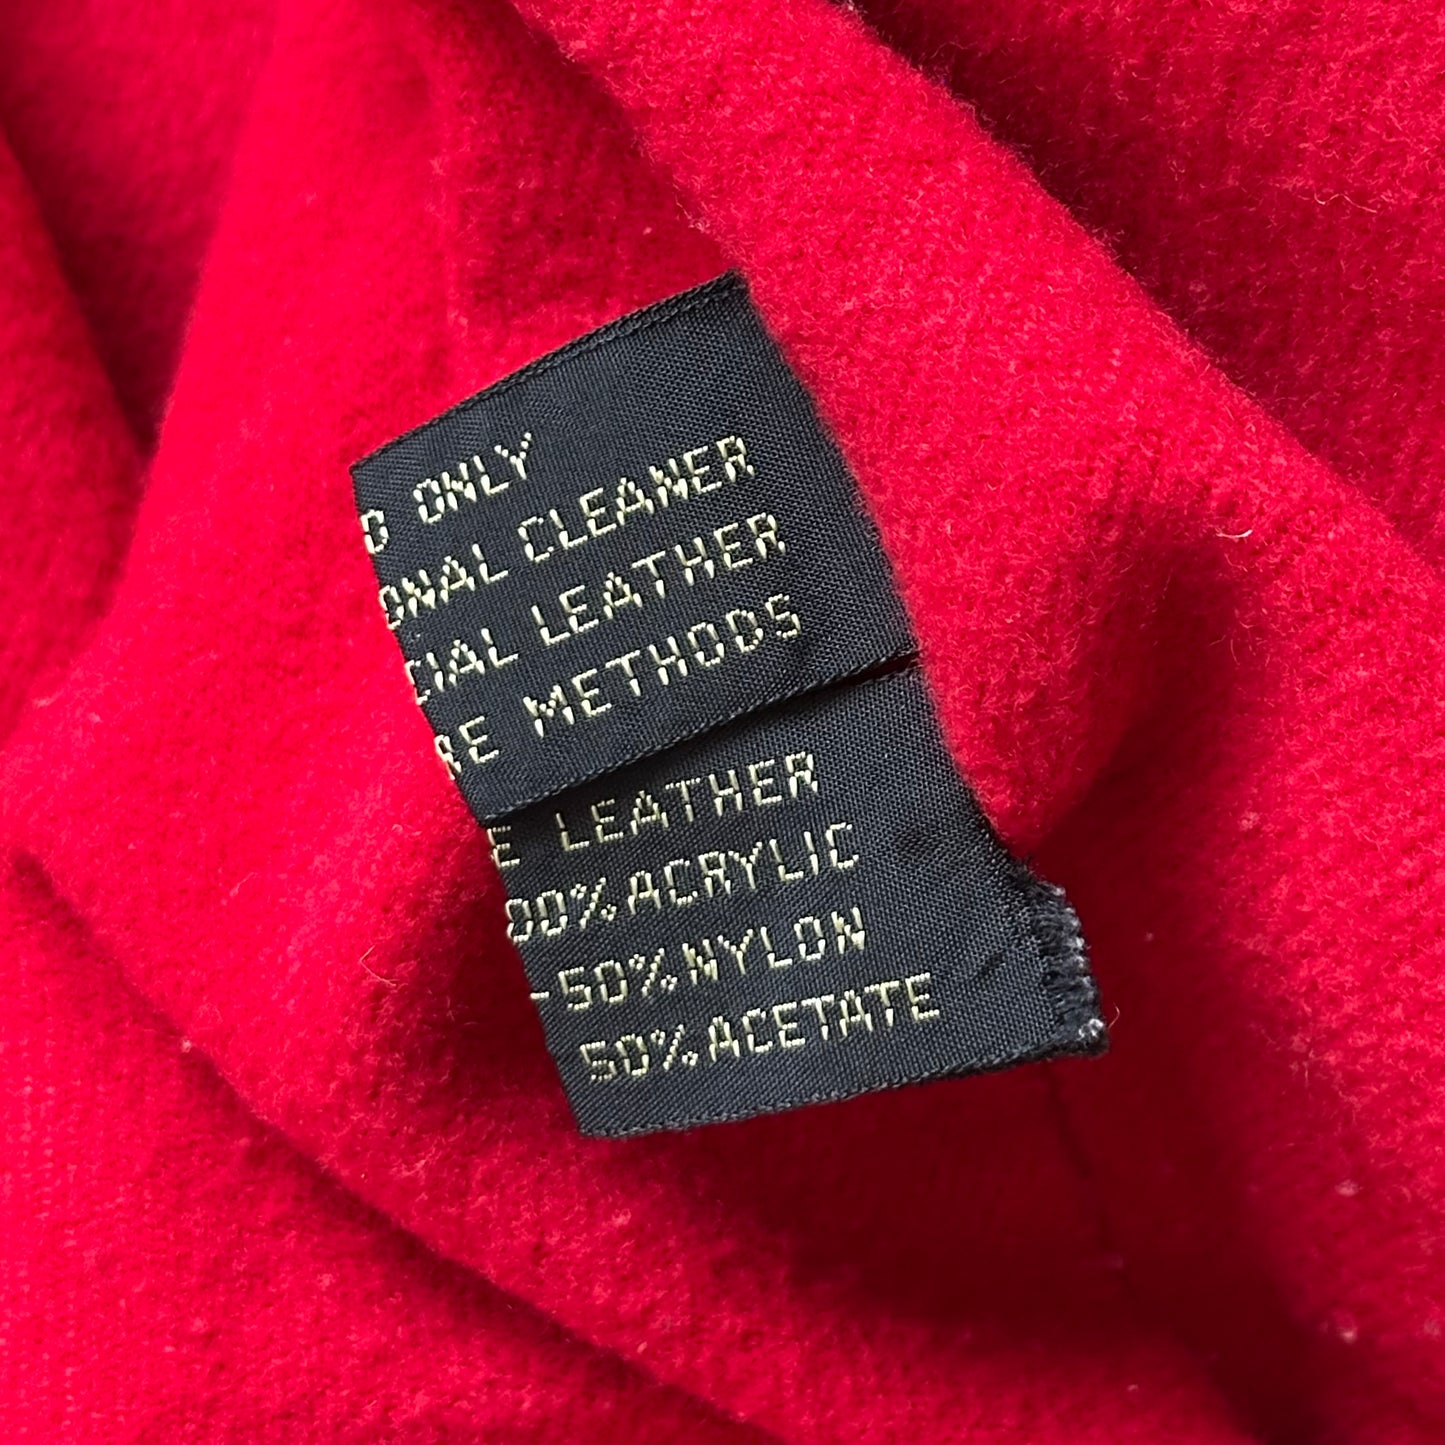 D ONLY
ONAL CLEANER
CIAL LEATHER
RE METHODS
E LEATHER
00% ACRYLIC
-50% NYLON
50% ACETATE